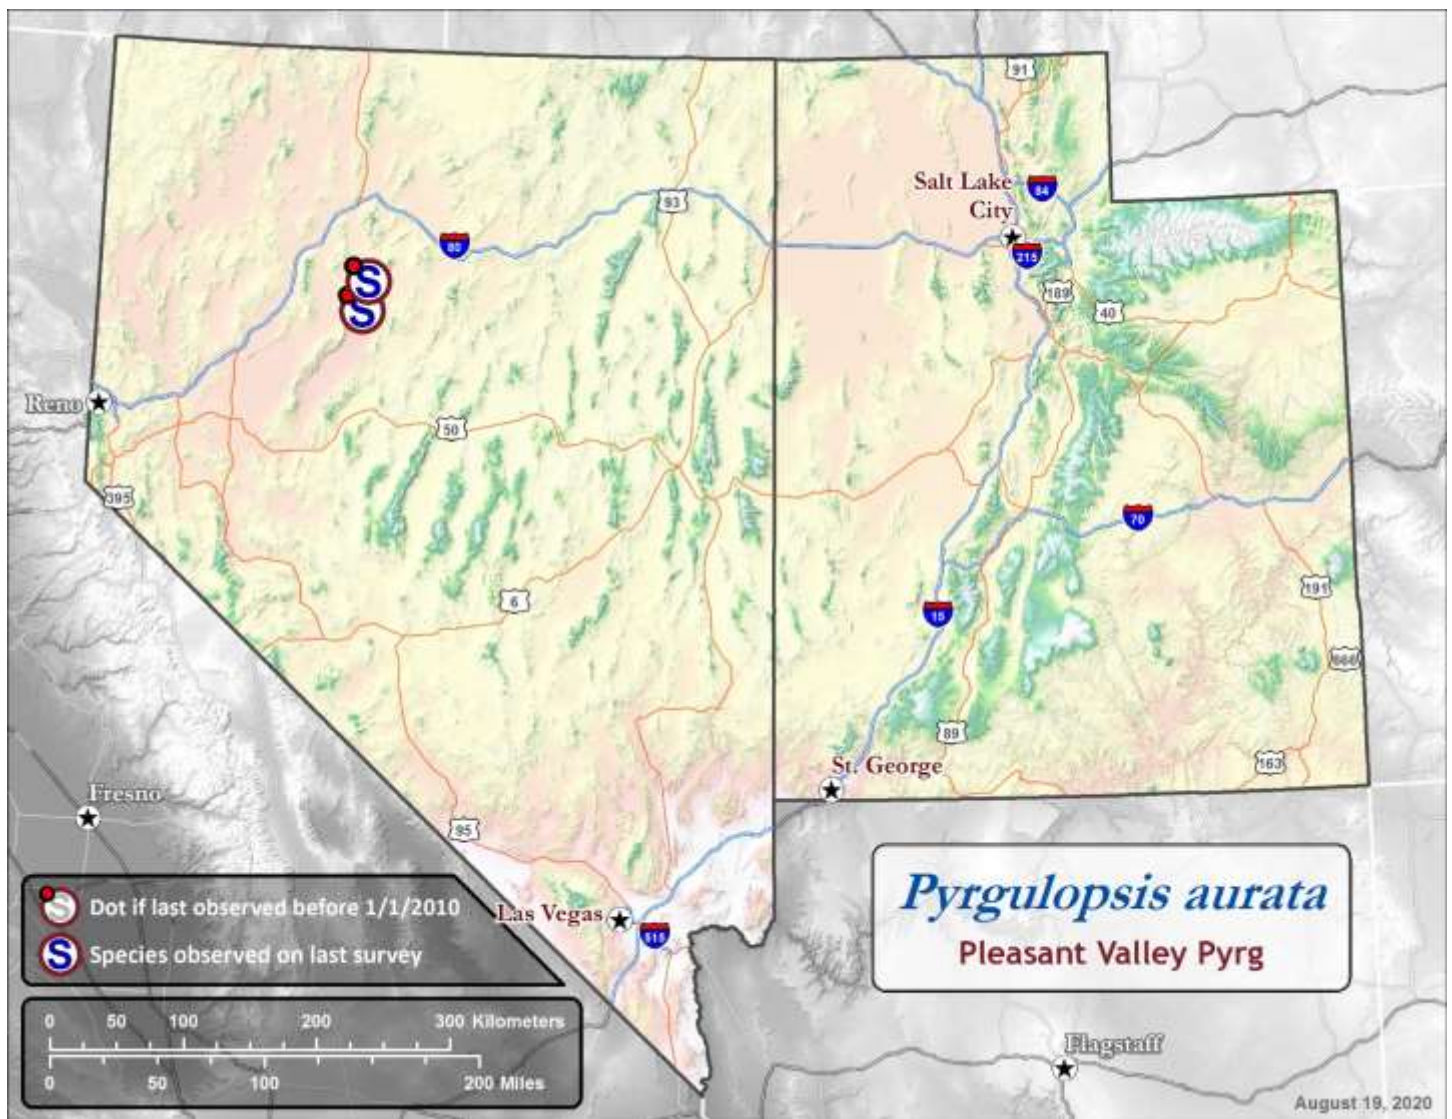 91
Salt Lake
City
84
93
80
215
189
40
S
S
Reno
50
395
70
6
191
15
666
89
163
St. George
Fresno
95
Las Vegas
515
Pyrgulopsis aurata
Pleasant Valley Pyrg
S Dot if last observed before 1/1/2010
S Species observed on last survey
0 50 100 200 300 Kilometers
0 50 100 200 Miles
Flagstaff
August 19, 2020